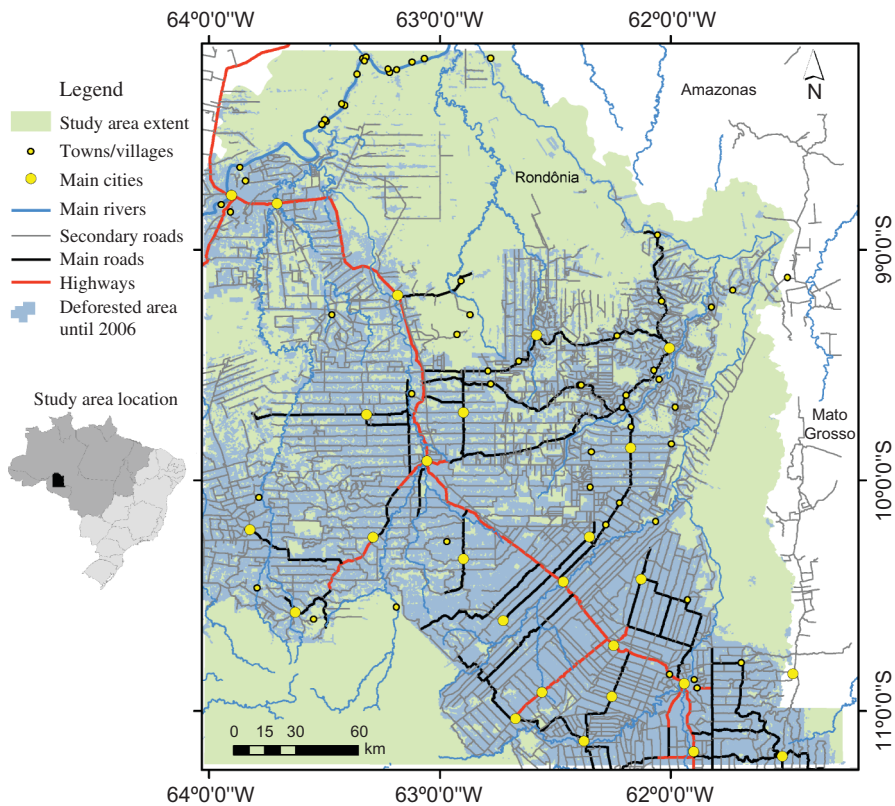 64°0'0"W 63°0'0"W 62°0'0"W
Legend
Study area extent
Towns/villages
Main cities
Main rivers
Secondary roads
Main roads
Highways
Deforested area
until 2006
Study area location
Amazonas
N
Rondônia
Mato
Grosso
9°0'0"S
10°0'0"S
11°0'0"S
0 15 30 60
km
64°0'0"W 63°0'0"W 62°0'0"W